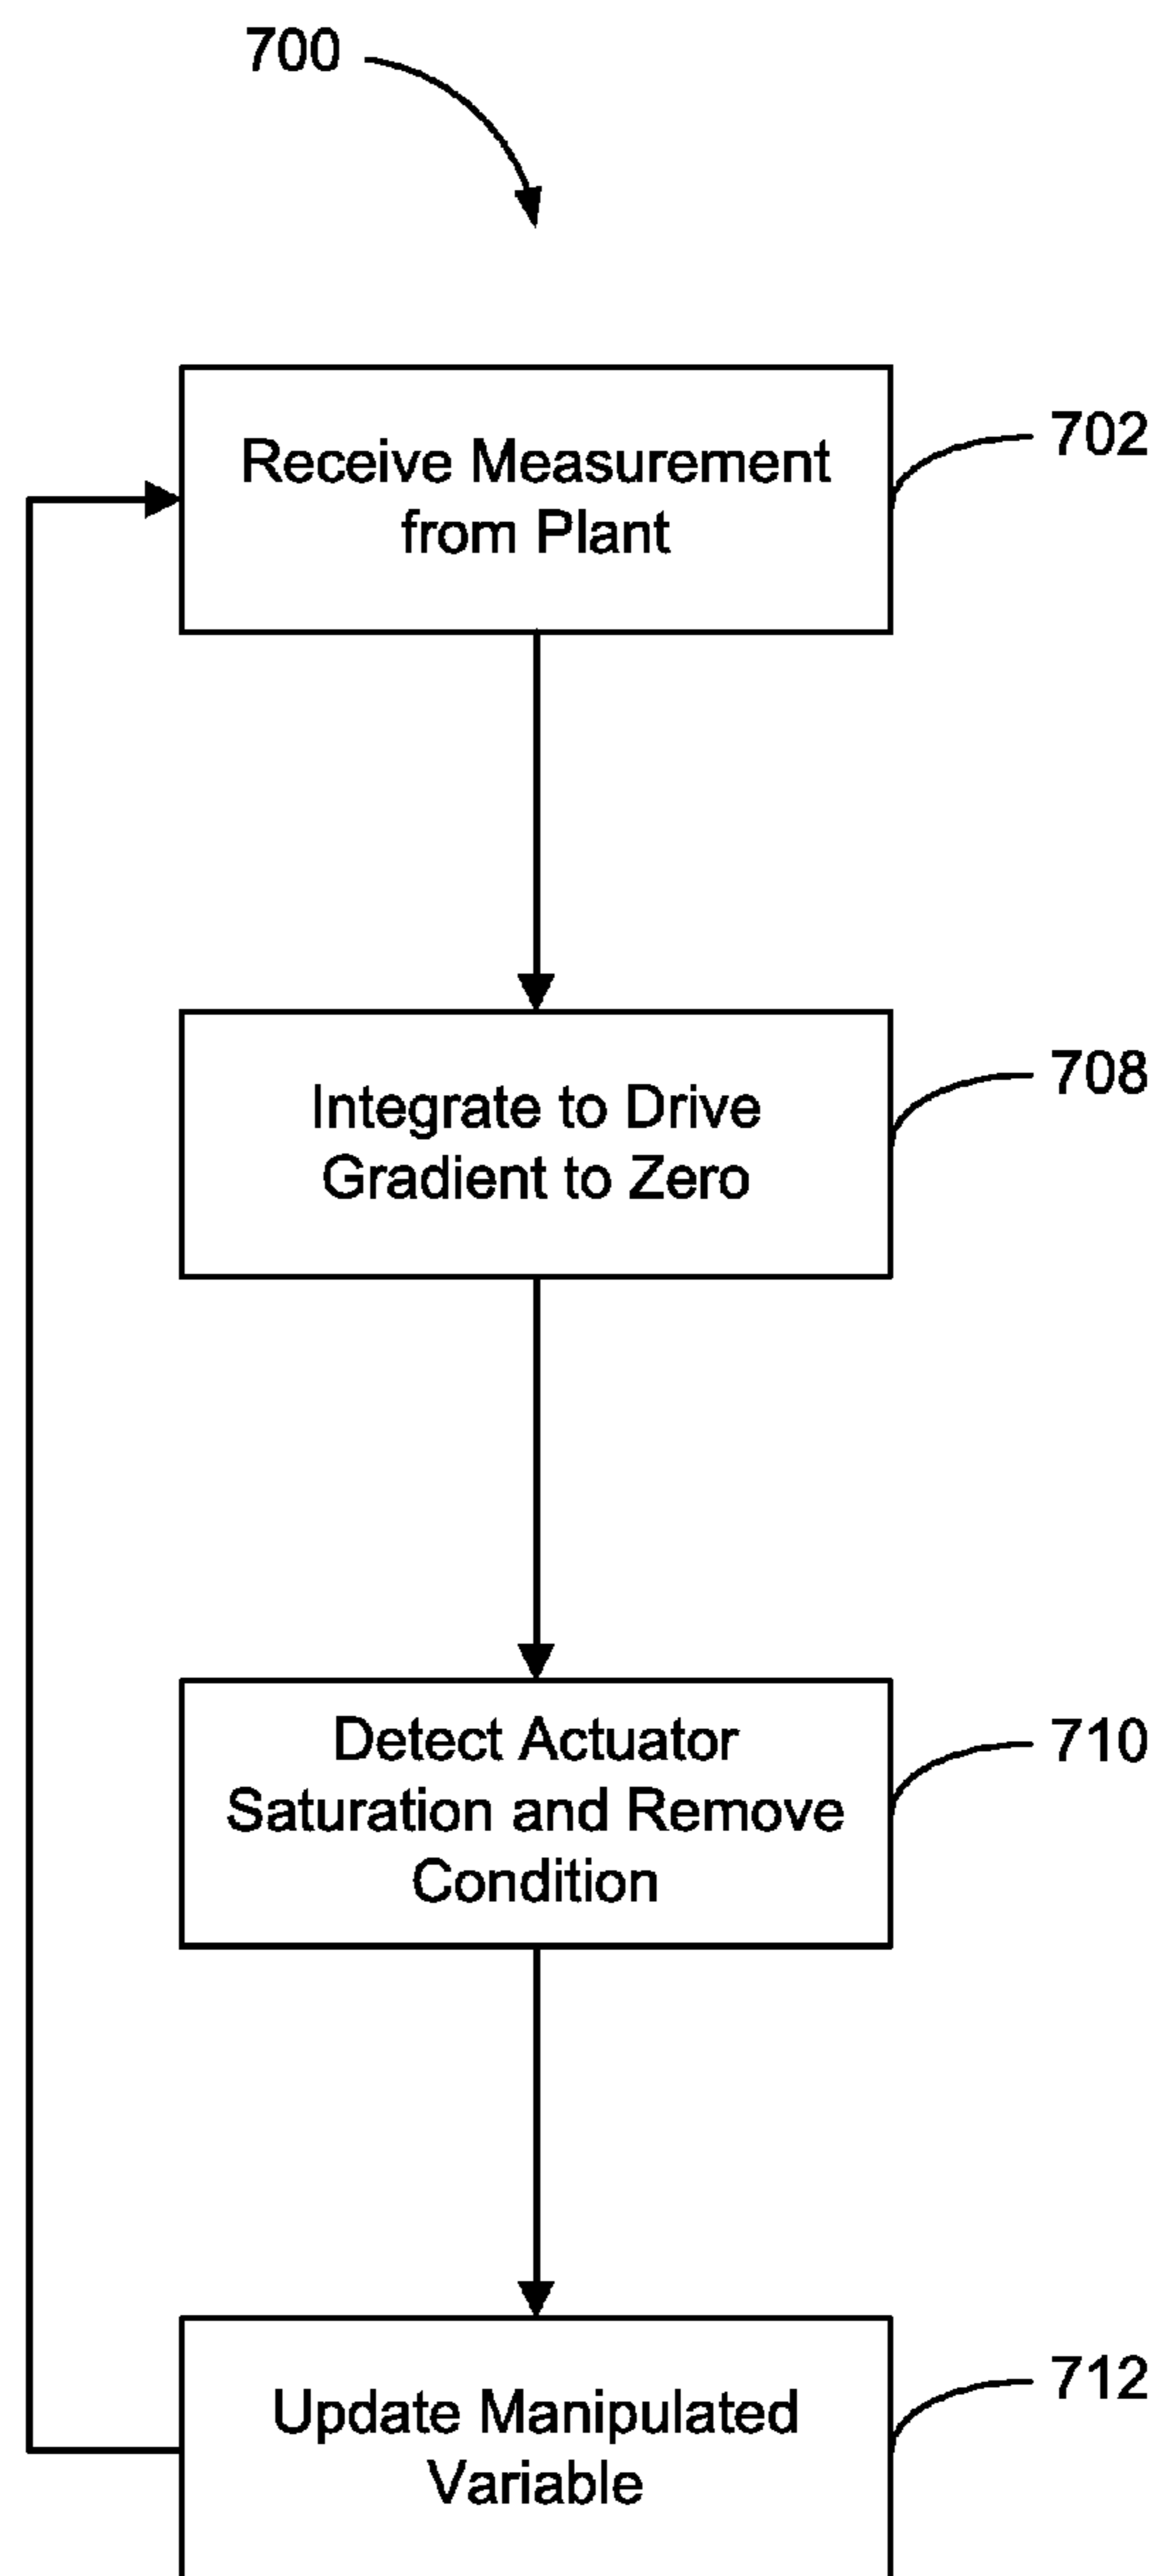 700
Receive Measurement
from Plant
702
Integrate to Drive
Gradient to Zero
708
Detect Actuator
Saturation and Remove
Condition
710
Update Manipulated
Variable
712